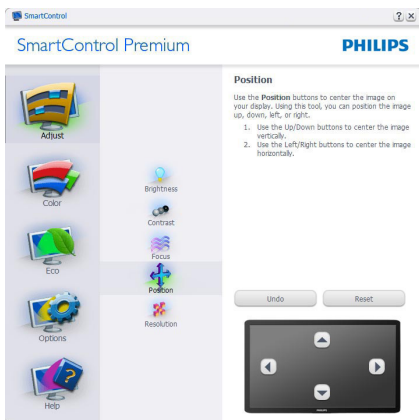 SmartControl
SmartControl Premium
PHILIPS
Adjust
Color
Eco
Options
Help
Brightness
Contrast
Focus
Position
Resolution
Position
Use the Position buttons to center the image on
your display. Using this tool, you can position the image
up, down, left, or right.
1. Use the Up/Down buttons to center the image
vertically.
2. Use the Left/Right buttons to center the image
horizontally.
Undo
Reset
PHILIPS